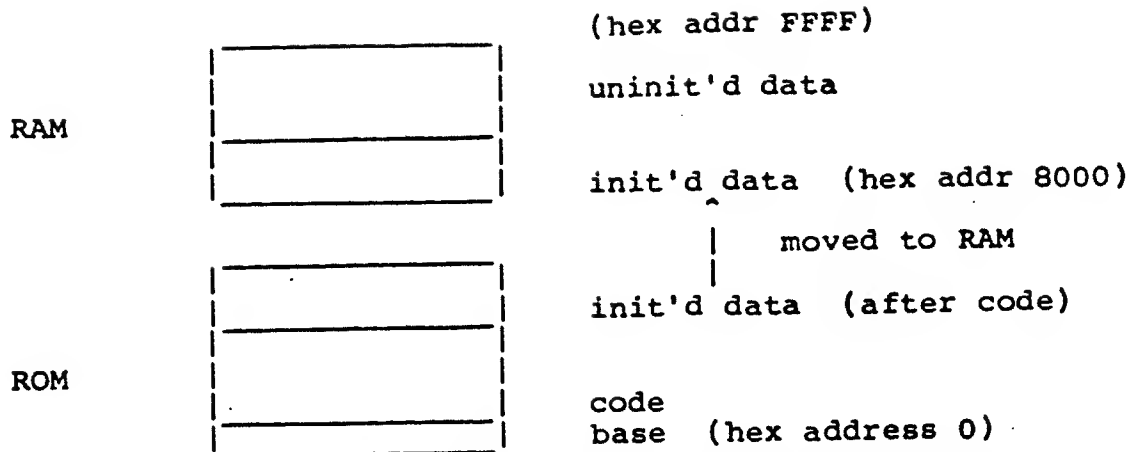 (hex addr FFFF)
uninit'd data
RAM
init'd data (hex addr 8000)
moved to RAM
init'd data (after code)
ROM
code
base (hex address 0)